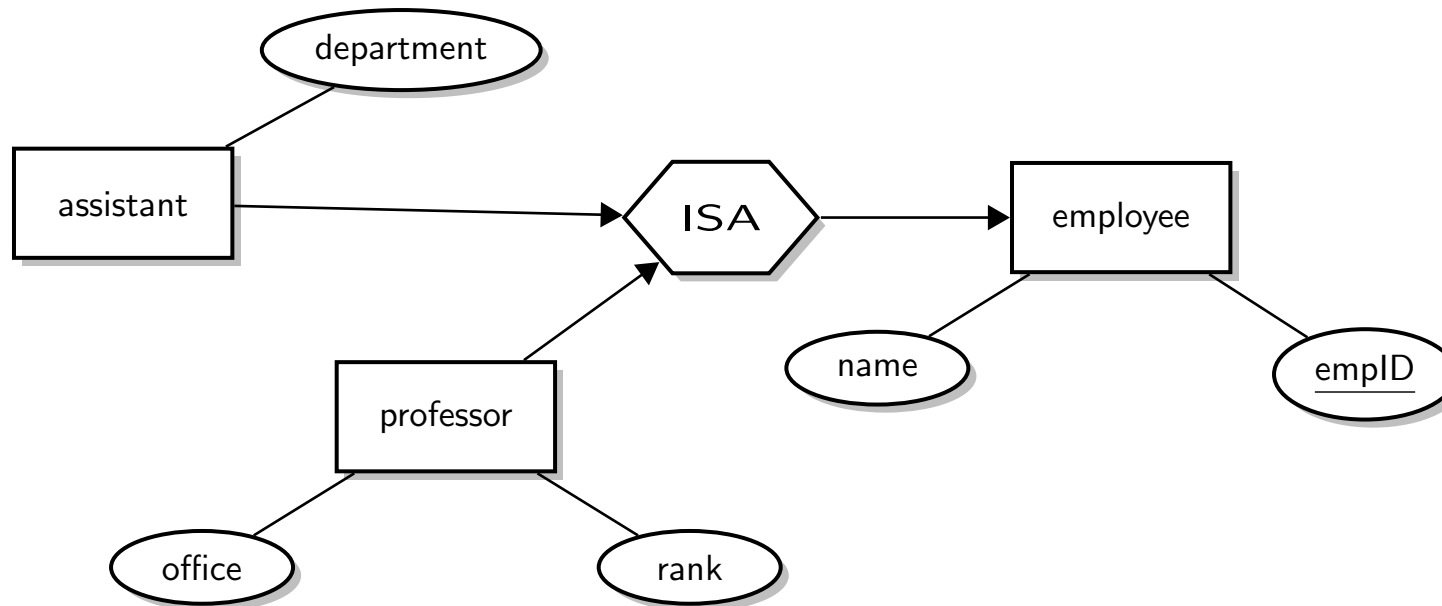 department
assistant
ISA
employee
name
empID
professor
office
rank